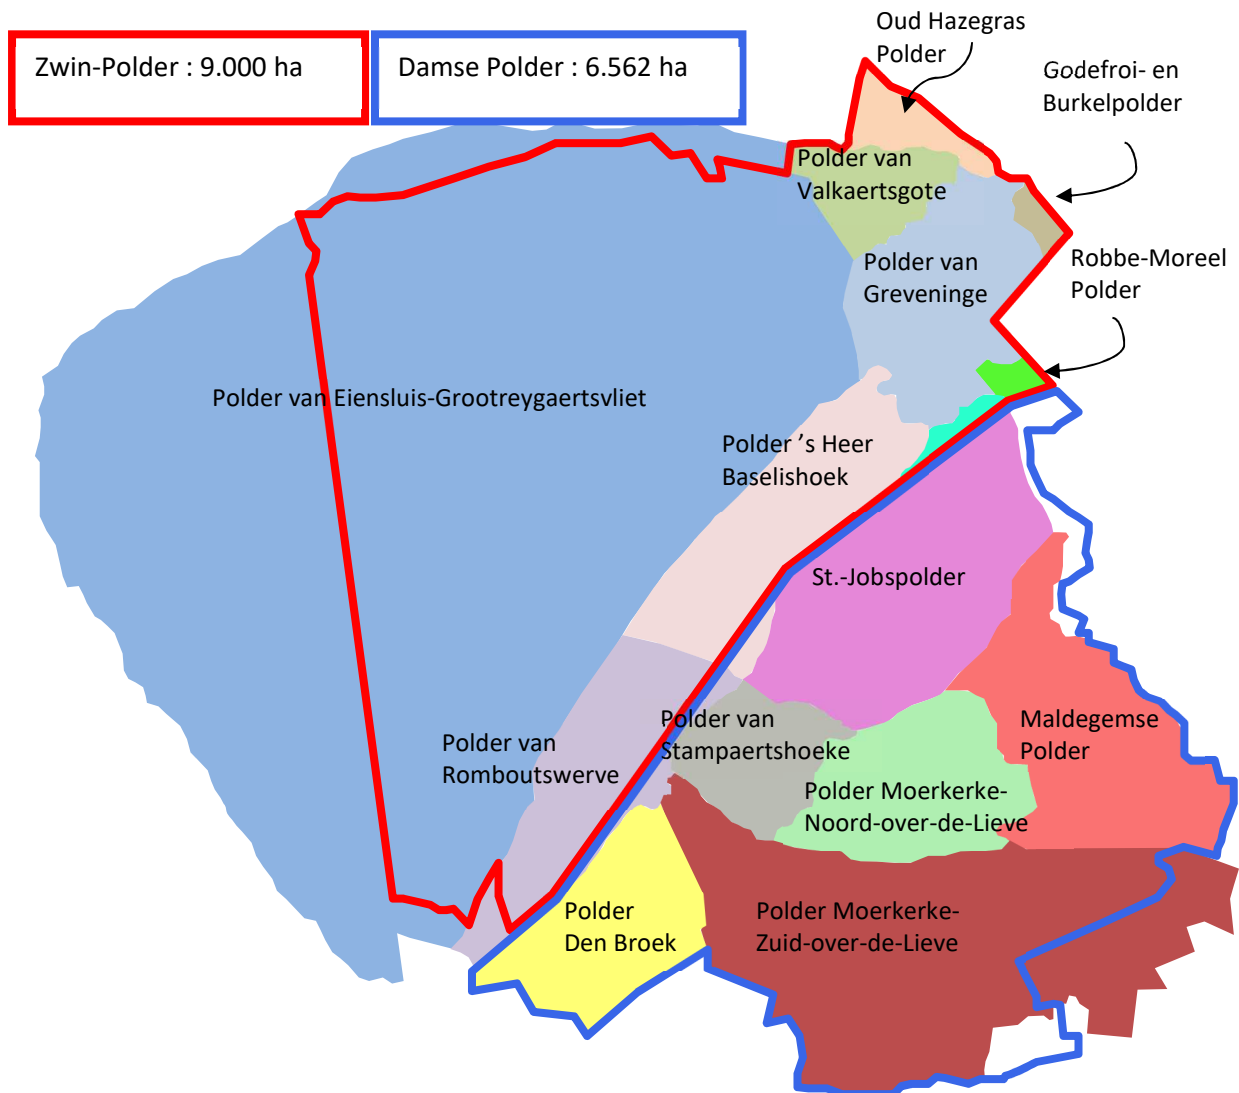 Oud Hazegras
Polder
Zwin-Polder : 9.000 ha
Damse Polder : 6.562 ha
Godefroi- en
Burkelpolder
Polder van
Valkaertsgote
Polder van
Greveninge
Robbe-Moreel
Polder
Polder van Eiensluis-Grootreygaertsvliet
Polder ’s Heer
Baselishoek
St.-Jobspolder
Polder van
Stampaertshoeke
Maldegemse
Polder
Polder van
Romboutswerve
Polder Moerkerke-
Noord-over-de-Lieve
Polder
Den Broek
Polder Moerkerke-
Zuid-over-de-Lieve